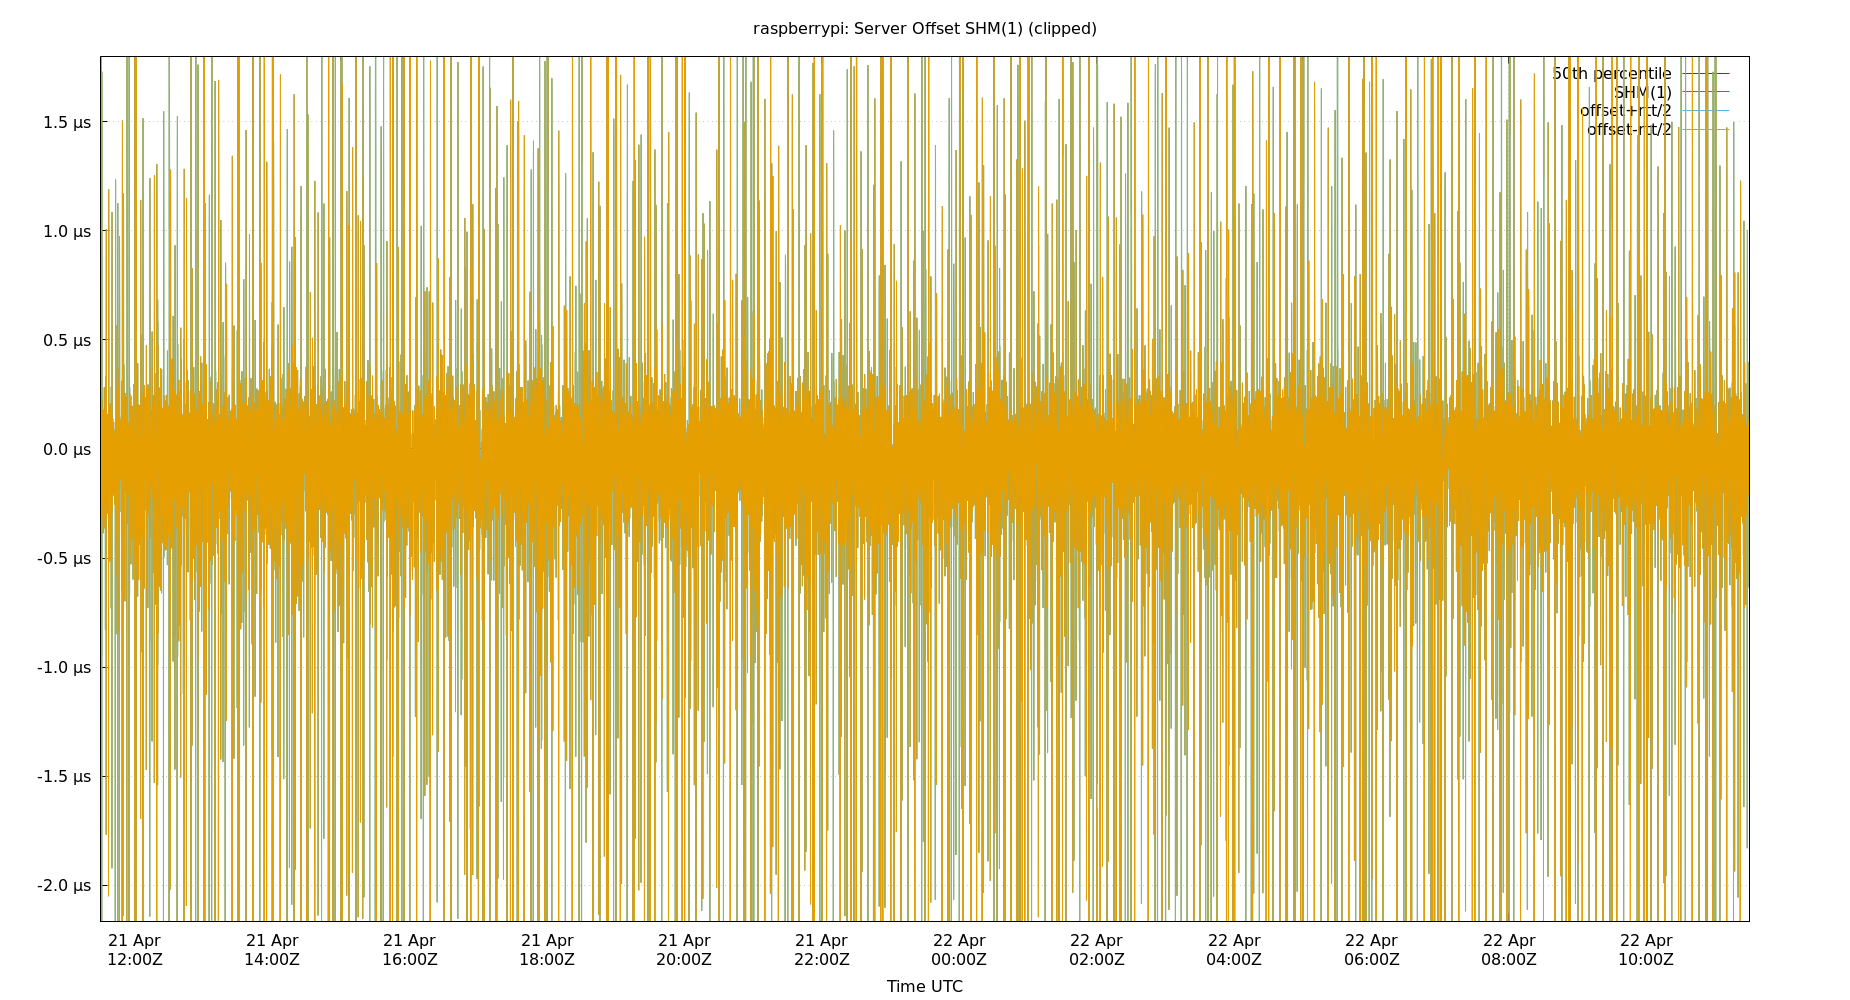 raspberrypi: Server Offset SHM(1) (clipped)
50th percentile
SHM(1)
offset+rtt/2
offset-rtt/2
1.5 µs
1.0 µs
0.5 µs
0.0 µs
-0.5 µs
-1.0 µs
-1.5 µs
-2.0 µs
21 Apr 21 Apr 21 Apr 21 Apr 21 Apr 21 Apr 22 Apr 22 Apr 22 Apr 22 Apr 22 Apr 22 Apr
12:00Z 14:00Z 16:00Z 18:00Z 20:00Z 22:00Z 00:00Z 02:00Z 04:00Z 06:00Z 08:00Z 10:00Z
Time UTC